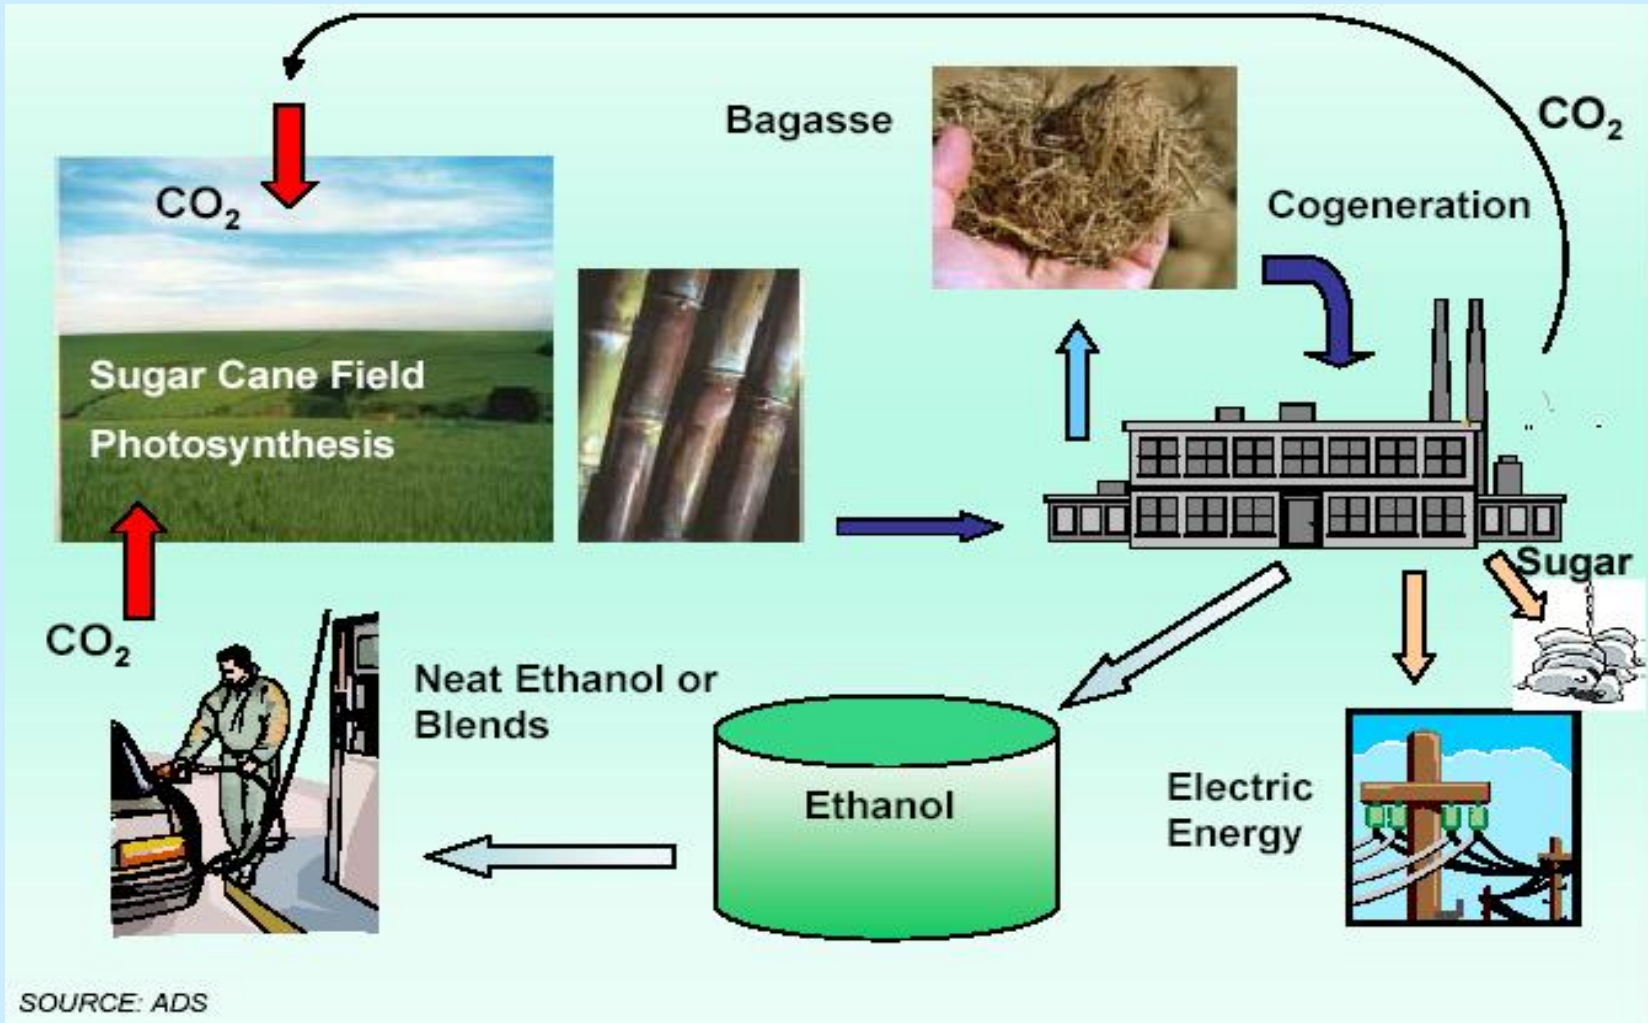 CO₂
Bagasse
CO₂
Cogeneration
Sugar Cane Field
Photosynthesis
Sugar
CO₂
Neat Ethanol or
Blends
Ethanol
Electric
Energy
SOURCE: ADS